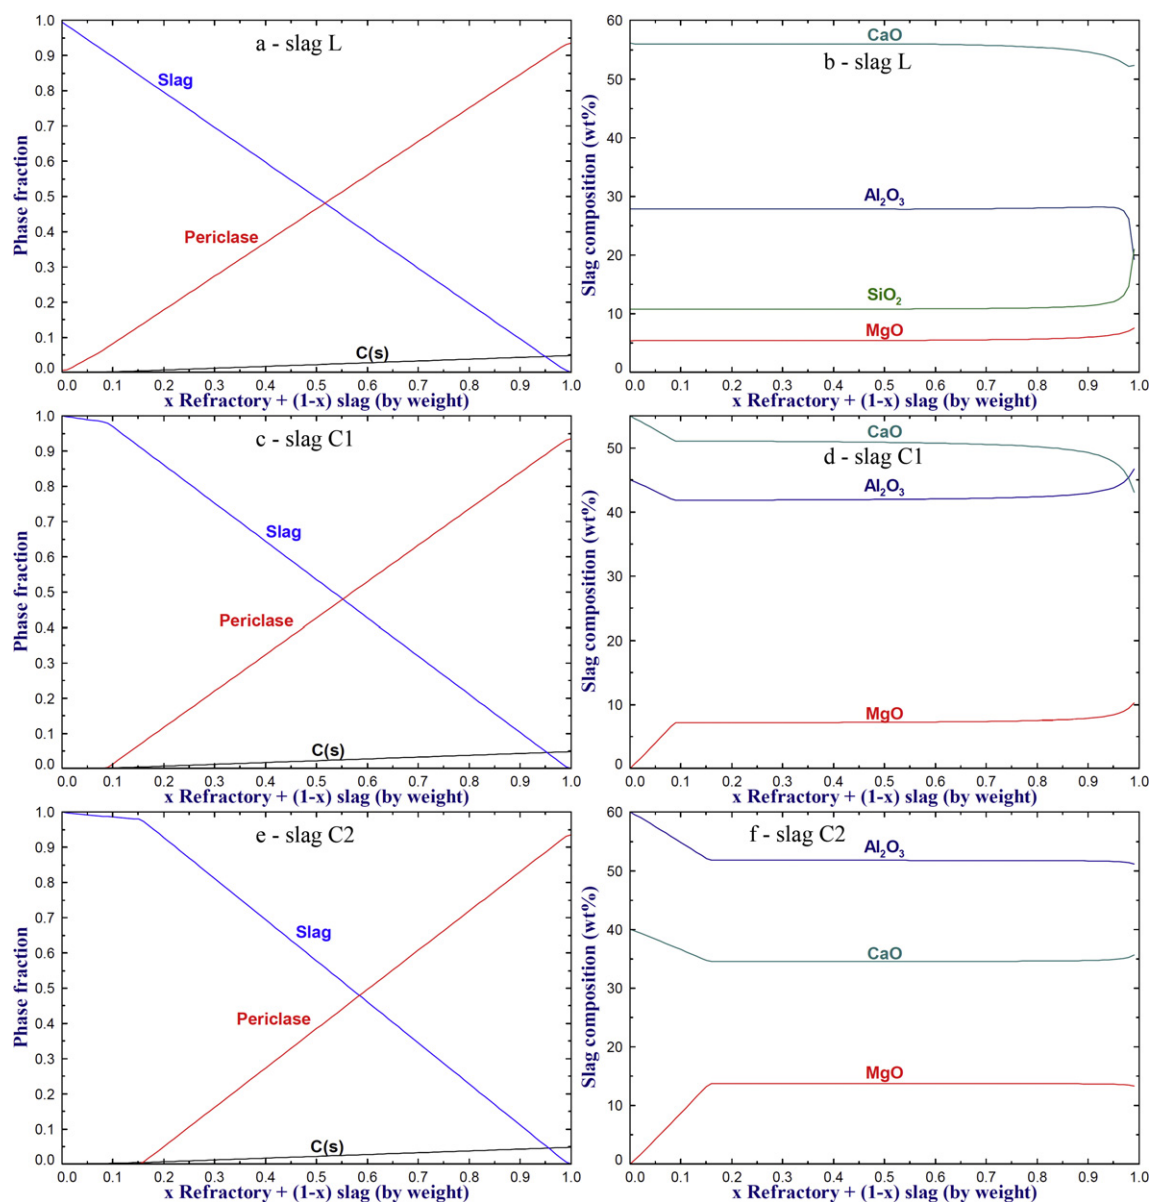 a - slag L
Slag
Periclase
C(s)
Phase fraction
1.0
0.9
0.8
0.7
0.6
0.5
0.4
0.3
0.2
0.1
0.0
0.0 0.1 0.2 0.3 0.4 0.5 0.6 0.7 0.8 0.9 1.0
x Refractory + (1-x) slag (by weight)
b - slag L
CaO
Al₂O₃
SiO₂
MgO
Slag composition (wt%)
60
50
40
30
20
10
0
0.0 0.1 0.2 0.3 0.4 0.5 0.6 0.7 0.8 0.9 1.0
x Refractory + (1-x) slag (by weight)
c - slag C1
Slag
Periclase
C(s)
Phase fraction
1.0
0.9
0.8
0.7
0.6
0.5
0.4
0.3
0.2
0.1
0.0
0.0 0.1 0.2 0.3 0.4 0.5 0.6 0.7 0.8 0.9 1.0
x Refractory + (1-x) slag (by weight)
d - slag C1
CaO
Al₂O₃
MgO
Slag composition (wt%)
50
40
30
20
10
0
0.0 0.1 0.2 0.3 0.4 0.5 0.6 0.7 0.8 0.9 1.0
x Refractory + (1-x) slag (by weight)
e - slag C2
Slag
Periclase
C(s)
Phase fraction
1.0
0.9
0.8
0.7
0.6
0.5
0.4
0.3
0.2
0.1
0.0
0.0 0.1 0.2 0.3 0.4 0.5 0.6 0.7 0.8 0.9 1.0
x Refractory + (1-x) slag (by weight)
f - slag C2
Al₂O₃
CaO
MgO
Slag composition (wt%)
60
50
40
30
20
10
0
0.0 0.1 0.2 0.3 0.4 0.5 0.6 0.7 0.8 0.9 1.0
x Refractory + (1-x) slag (by weight)